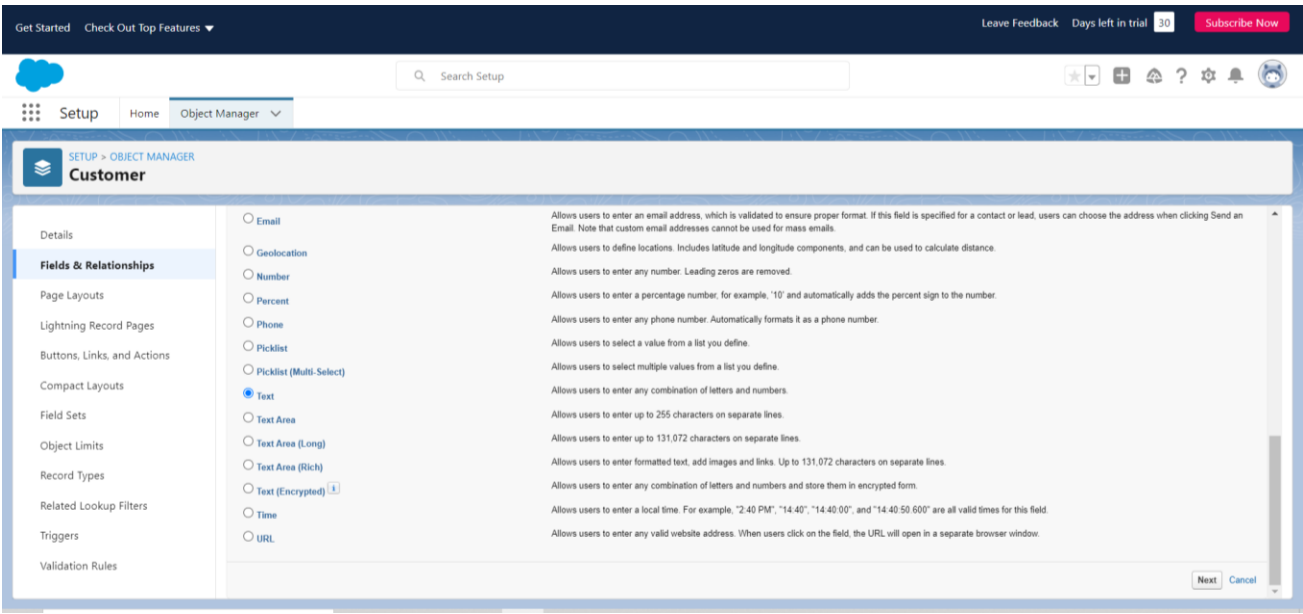 Get Started Check Out Top Features
Leave Feedback Days left in trial 30 Subscribe Now
Search Setup
Setup Home Object Manager
SETUP > OBJECT MANAGER
Customer
Details
Fields & Relationships
Page Layouts
Lightning Record Pages
Buttons, Links, and Actions
Compact Layouts
Field Sets
Object Limits
Record Types
Related Lookup Filters
Triggers
Validation Rules
Email Allows users to enter an email address, which is validated to ensure proper format. If this field is specified for a contact or lead, users can choose the address when clicking Send an
Email. Note that custom email addresses cannot be used for mass emails.
Geolocation Allows users to define locations. Includes latitude and longitude components, and can be used to calculate distance.
Number Allows users to enter any number. Leading zeros are removed.
Percent Allows users to enter a percentage number, for example, '10' and automatically adds the percent sign to the number.
Phone Allows users to enter any phone number. Automatically formats it as a phone number.
Picklist Allows users to select a value from a list you define.
Picklist (Multi-Select) Allows users to select multiple values from a list you define.
Text Allows users to enter any combination of letters and numbers.
Text Area Allows users to enter up to 255 characters on separate lines.
Text Area (Long) Allows users to enter up to 131,072 characters on separate lines.
Text Area (Rich) Allows users to enter formatted text, add images and links. Up to 131,072 characters on separate lines.
Text (Encrypted) i Allows users to enter any combination of letters and numbers and store them in encrypted form.
Time Allows users to enter a local time. For example, "2:40 PM", "14:40", "14:40:00", and "14:40:50.600" are all valid times for this field.
URL Allows users to enter any valid website address. When users click on the field, the URL will open in a separate browser window.
Next Cancel